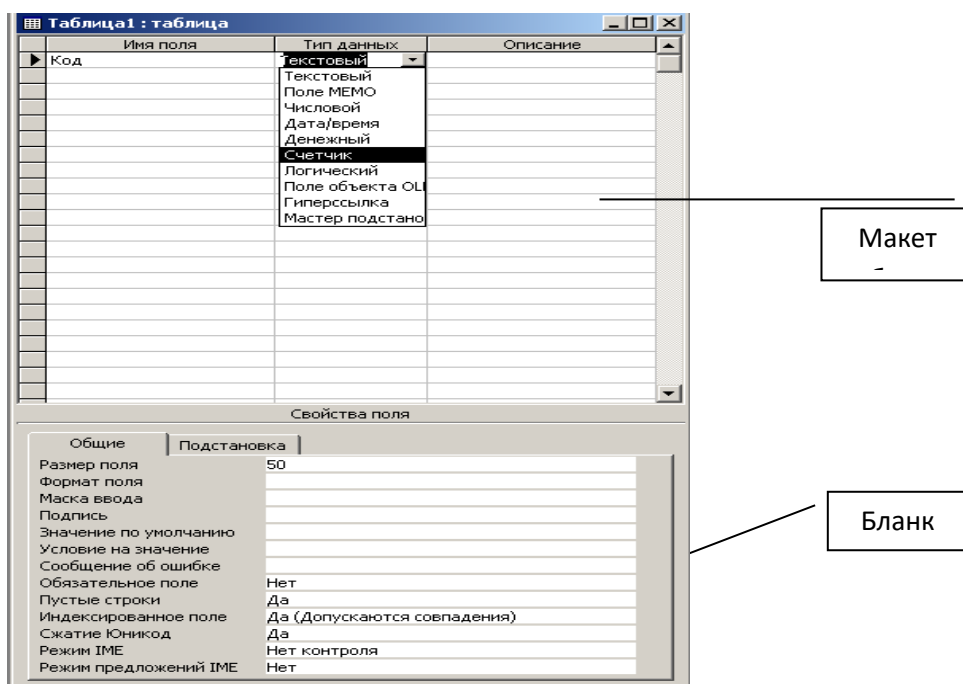 Таблица1 : таблица
Имя поля Тип данных Описание
Код Текстовый
Текстовый
Поле МЕМО
Числовой
Дата/время
Денежный
Счетчик
Логический
Поле объекта OLE
Гиперссылка
Мастер подстано
Макет
Свойства поля
Общие Подстановка
Размер поля 50
Формат поля
Маска ввода
Подпись
Значение по умолчанию
Условие на значение
Сообщение об ошибке
Обязательное поле Нет
Пустые строки Да
Индексированное поле Да (Допускаются совпадения)
Сжатие Юникод Да
Режим IME Нет контроля
Режим предложений IME Нет
Бланк